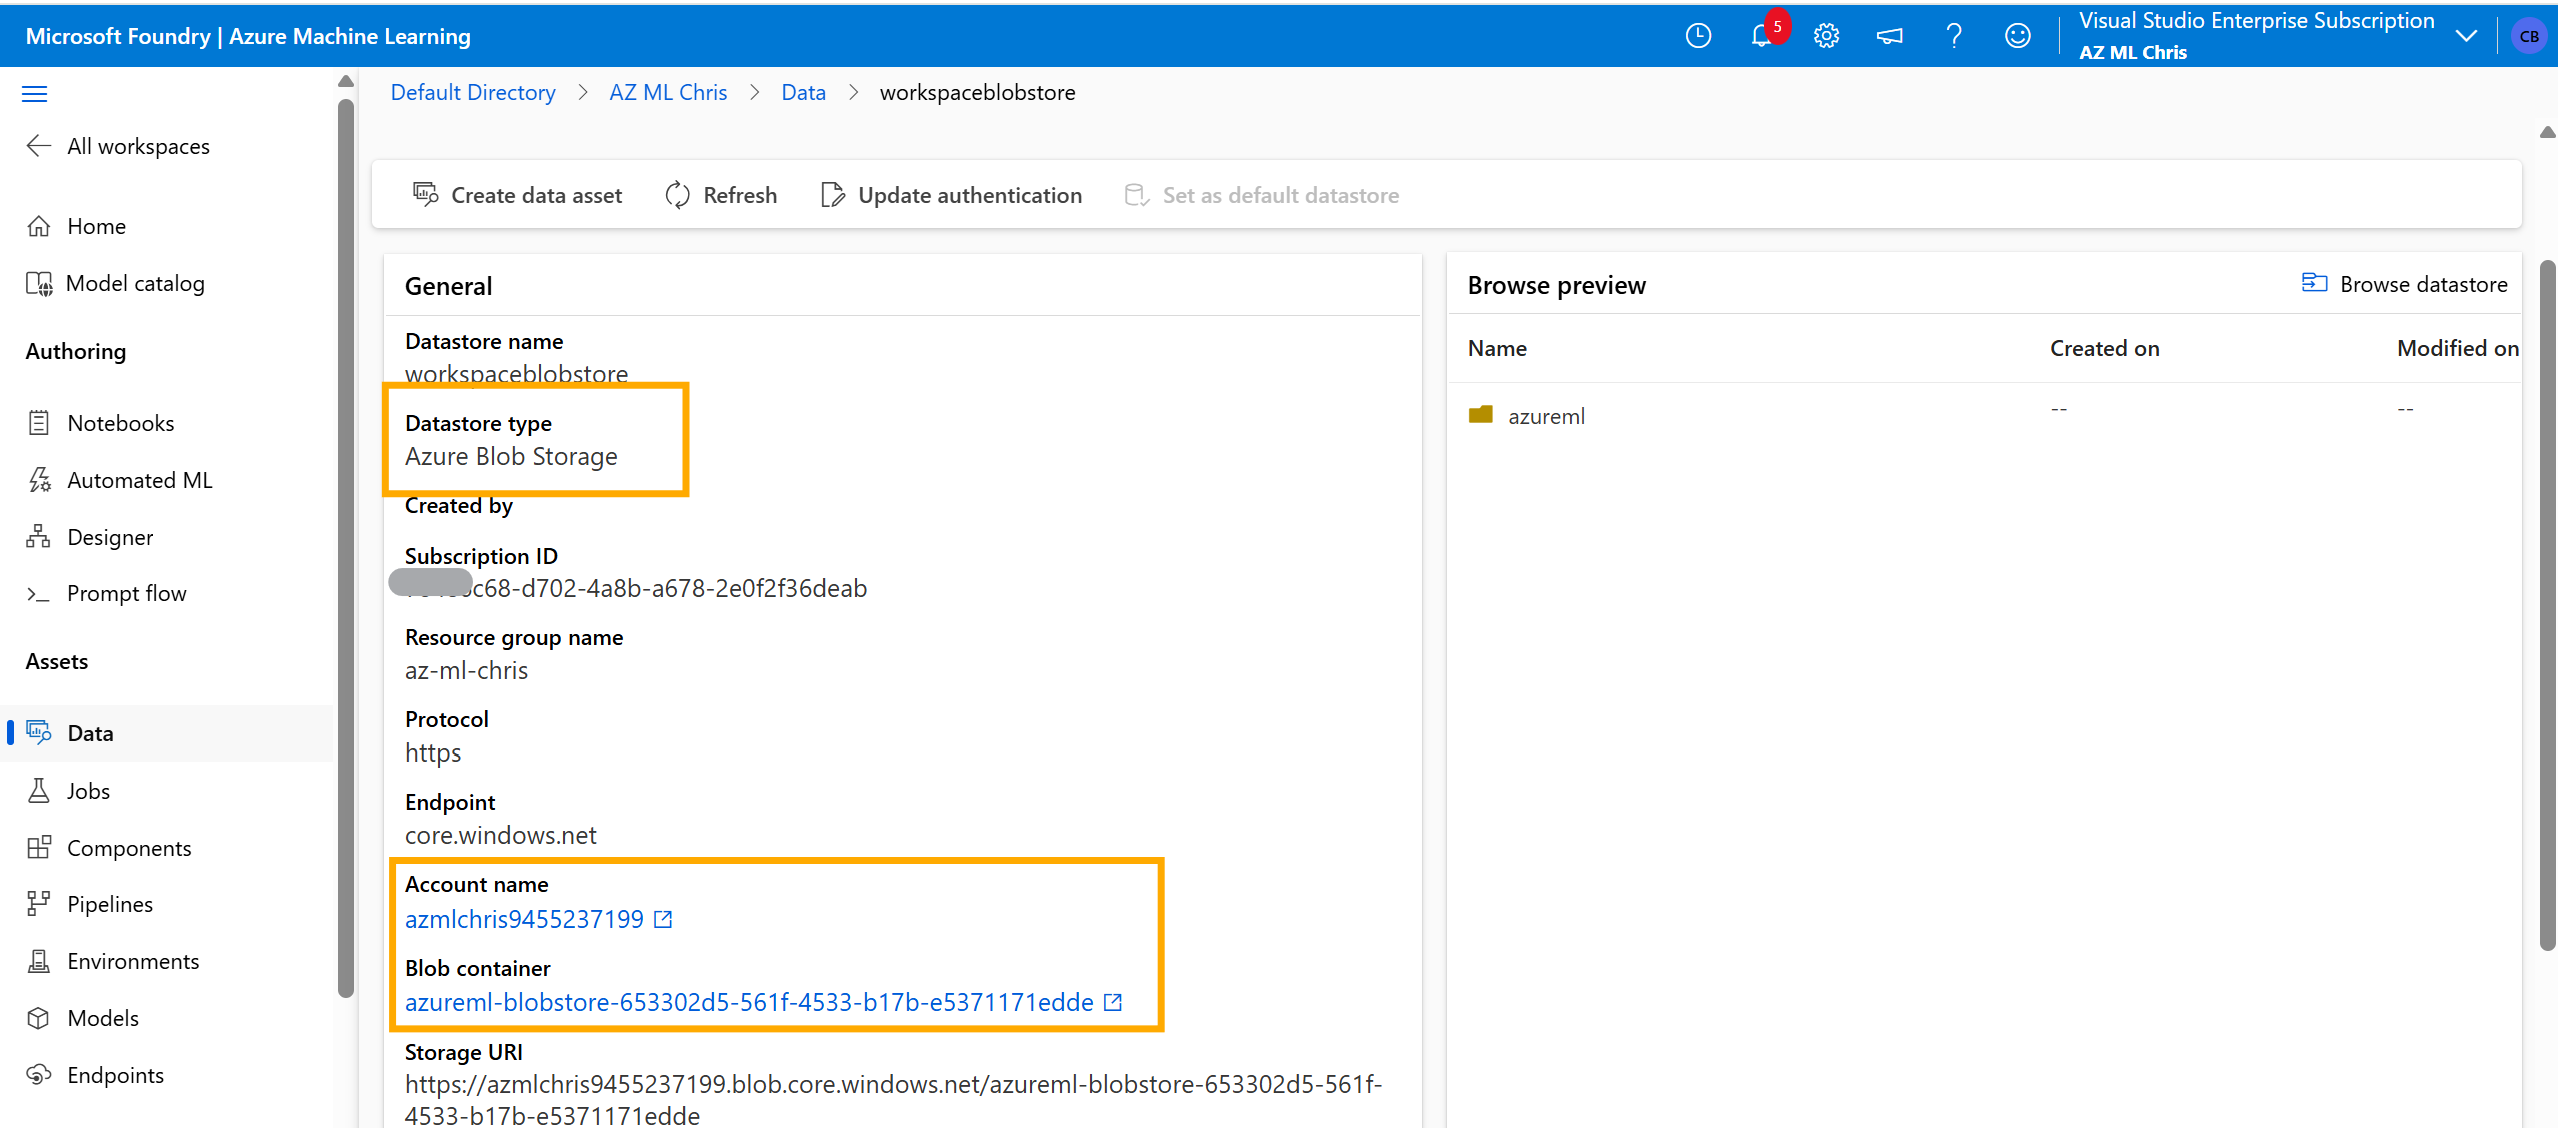 Microsoft Foundry | Azure Machine Learning
5
Visual Studio Enterprise Subscription
AZ ML Chris
CB
All workspaces
Home
Model catalog
Authoring
Notebooks
Automated ML
Designer
Prompt flow
Assets
Data
Jobs
Components
Pipelines
Environments
Models
Endpoints
Default Directory > AZ ML Chris > Data > workspaceblobstore
Create data asset Refresh Update authentication Set as default datastore
General
Datastore name
workspaceblobstore
Datastore type
Azure Blob Storage
Created by
Subscription ID
c68-d702-4a8b-a678-2e0f2f36deab
Resource group name
az-ml-chris
Protocol
https
Endpoint
core.windows.net
Account name
azmlchris9455237199
Blob container
azureml-blobstore-653302d5-561f-4533-b17b-e5371171edde
Storage URI
https://azmlchris9455237199.blob.core.windows.net/azureml-blobstore-653302d5-561f-
4533-b17b-e5371171edde
Browse preview
Browse datastore
Name Created on Modified on
azureml -- --